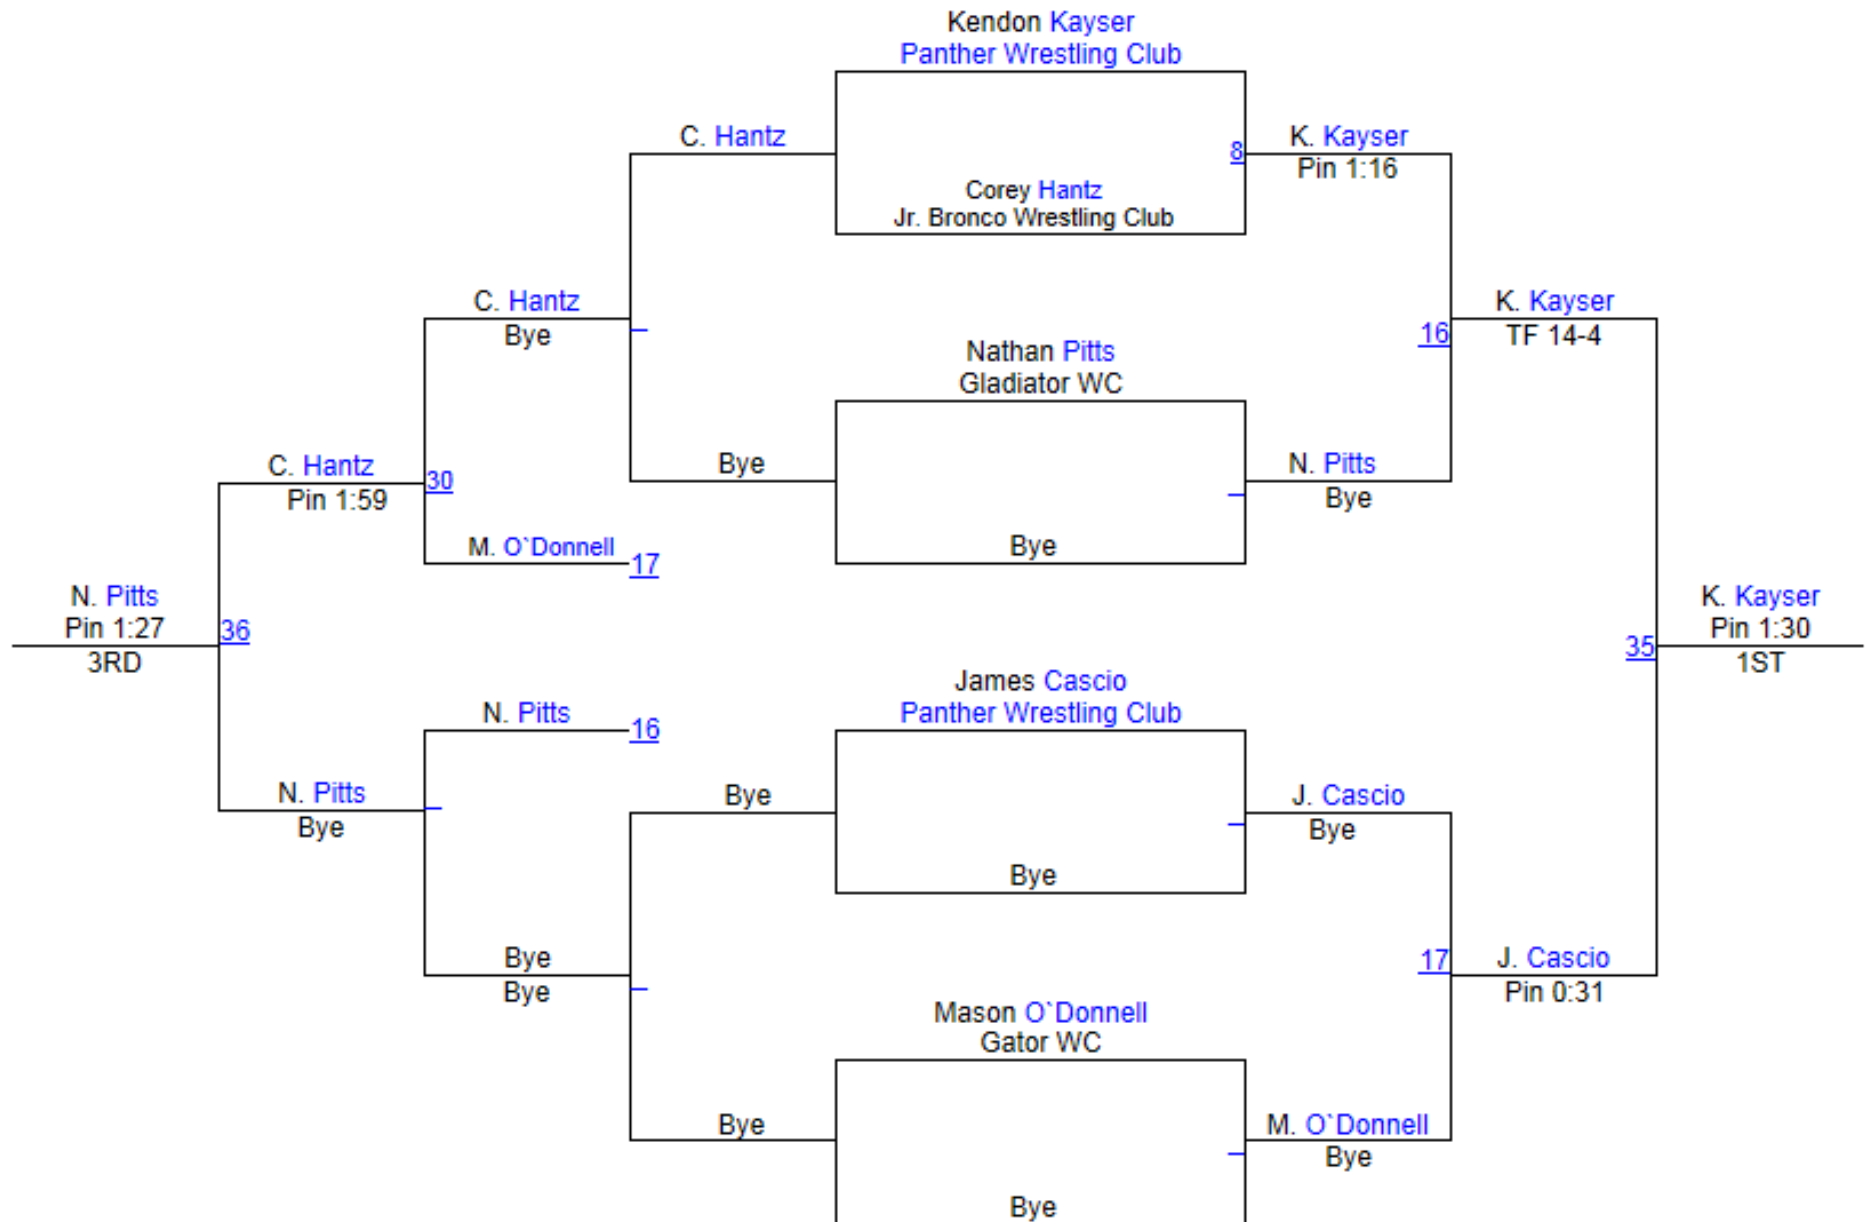 Kendon Kayser
Panther Wrestling Club
C. Hantz
8
K. Kayser
Pin 1:16
Corey Hantz
Jr. Bronco Wrestling Club
C. Hantz
Bye
K. Kayser
16
TF 14-4
Nathan Pitts
Gladiator WC
C. Hantz
Pin 1:59
30
Bye
N. Pitts
Bye
M. O`Donnell
17
Bye
N. Pitts
Pin 1:27
36
3RD
K. Kayser
Pin 1:30
35
1ST
James Cascio
Panther Wrestling Club
N. Pitts
16
N. Pitts
Bye
Bye
J. Cascio
Bye
Bye
Bye
Bye
17
J. Cascio
Pin 0:31
Mason O`Donnell
Gator WC
Bye
M. O`Donnell
Bye
Bye